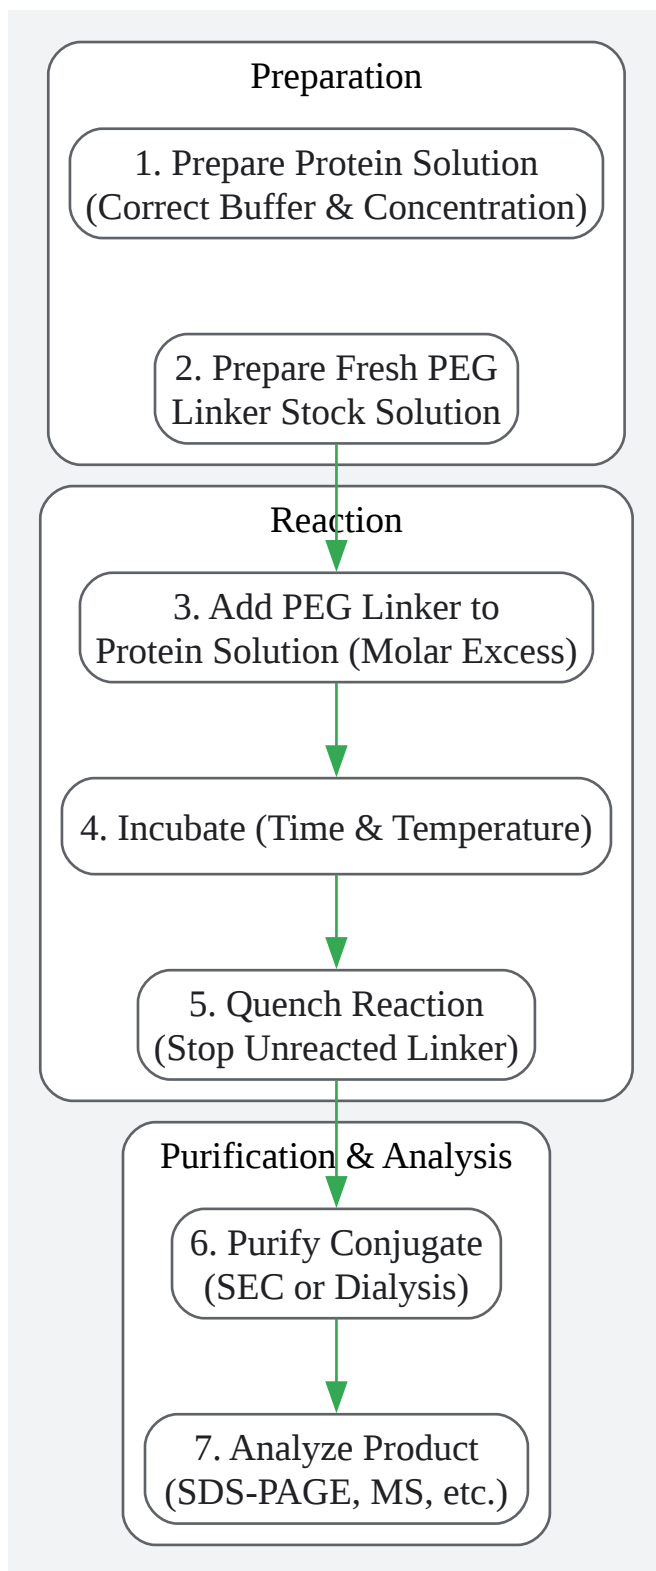 Preparation
1. Prepare Protein Solution
(Correct Buffer & Concentration)
2. Prepare Fresh PEG
Linker Stock Solution
Reaction
3. Add PEG Linker to
Protein Solution (Molar Excess)
4. Incubate (Time & Temperature)
5. Quench Reaction
(Stop Unreacted Linker)
Purification & Analysis
6. Purify Conjugate
(SEC or Dialysis)
7. Analyze Product
(SDS-PAGE, MS, etc.)